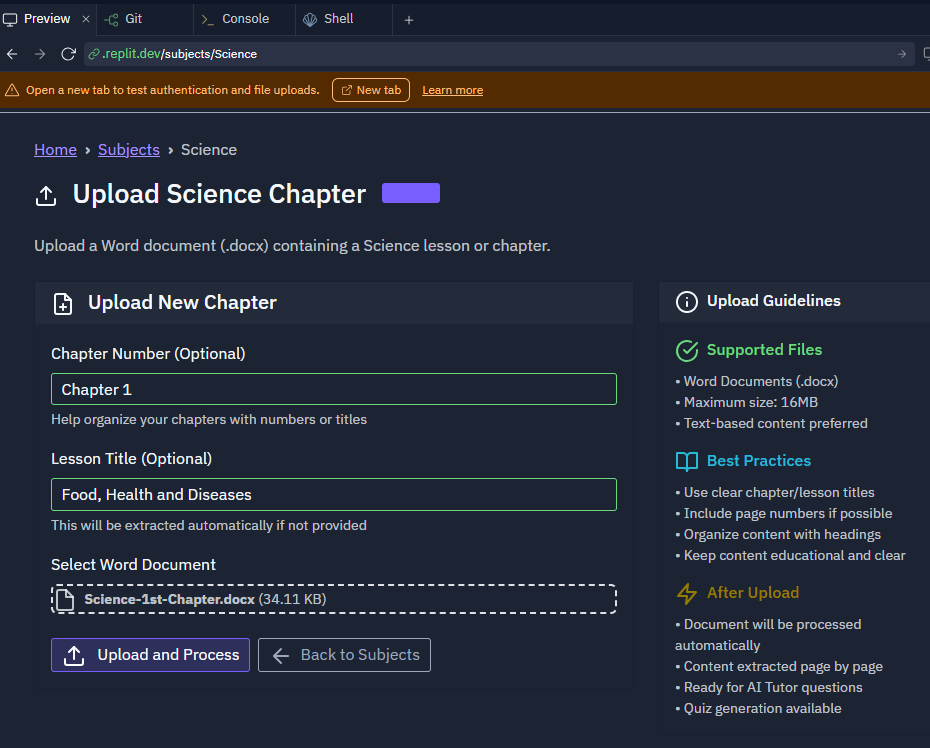 Preview
Git
Console
Shell
.replit.dev/subjects/Science
Open a new tab to test authentication and file uploads. New tab Learn more
Home › Subjects › Science
Upload Science Chapter
Upload a Word document (.docx) containing a Science lesson or chapter.
Upload New Chapter
Chapter Number (Optional)
Chapter 1
Help organize your chapters with numbers or titles
Lesson Title (Optional)
Food, Health and Diseases
This will be extracted automatically if not provided
Select Word Document
Science-1st-Chapter.docx (34.11 KB)
Upload and Process
Back to Subjects
Upload Guidelines
Supported Files
• Word Documents (.docx)
• Maximum size: 16MB
• Text-based content preferred
Best Practices
• Use clear chapter/lesson titles
• Include page numbers if possible
• Organize content with headings
• Keep content educational and clear
After Upload
• Document will be processed
automatically
• Content extracted page by page
• Ready for AI Tutor questions
• Quiz generation available